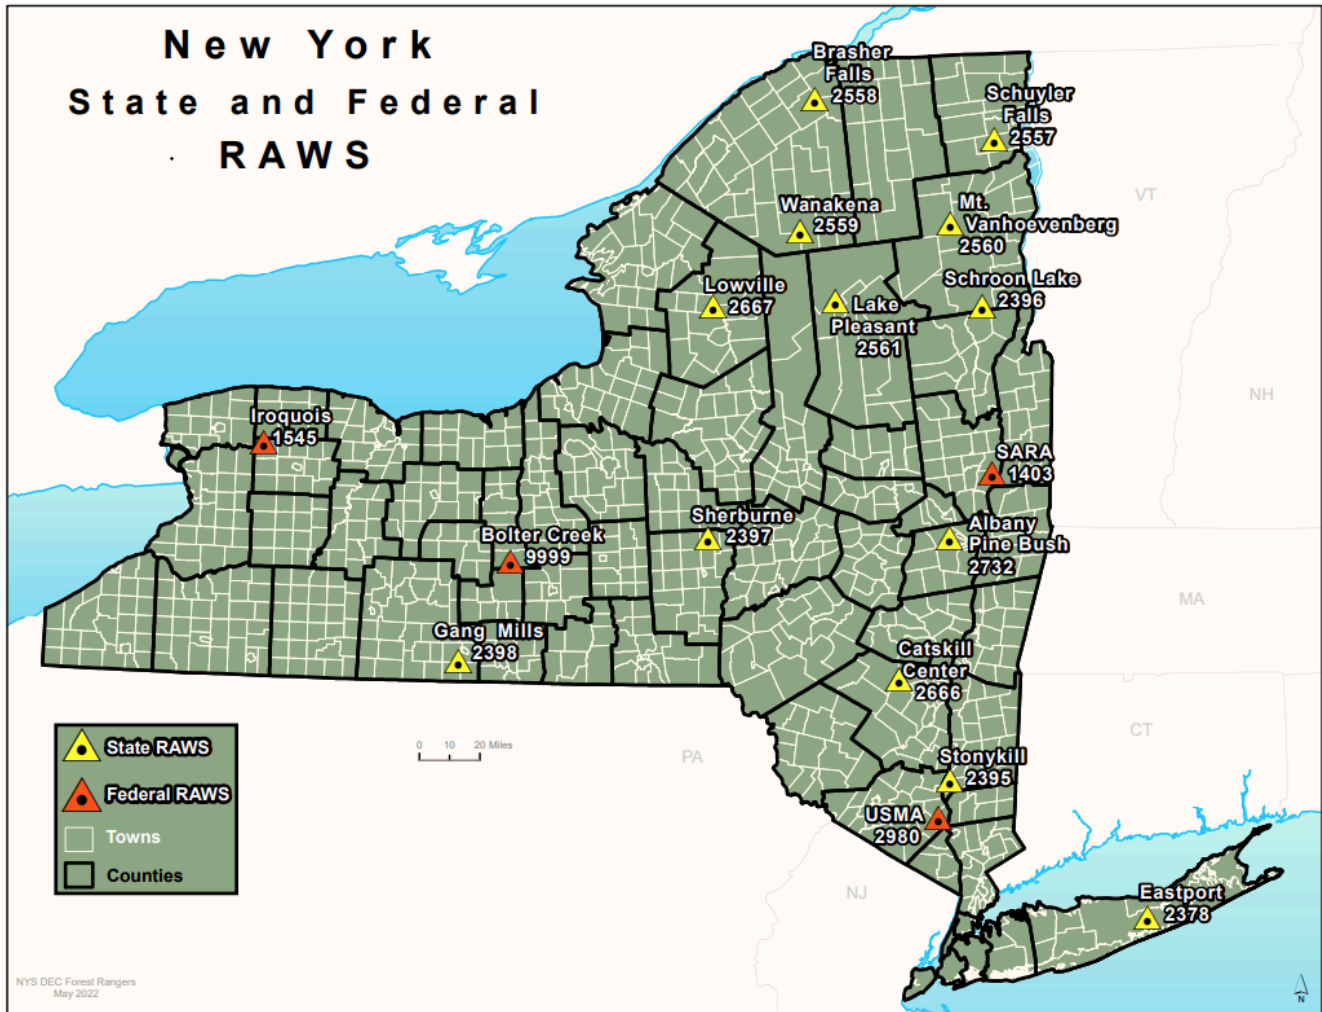 New York
State and Federal
RAWS
Brasher
Falls
2558
Schuyler
Falls
2557
VT
Wanakena
2559
Mt.
Vanhoevenberg
2560
Lowville
2667
Schroon Lake
2396
Lake
Pleasant
2561
NH
Iroquois
1545
SARA
1403
Sherburne
2397
Albany
Pine Bush
2732
Bolter Creek
9999
MA
Gang Mills
2398
Catskill
Center
2666
State RAWS
Federal RAWS
Towns
Counties
0 10 20 Miles
PA
CT
Stonykill
2395
USMA
2980
NJ
Eastport
2378
NYS DEC Forest Rangers
May 2022
N